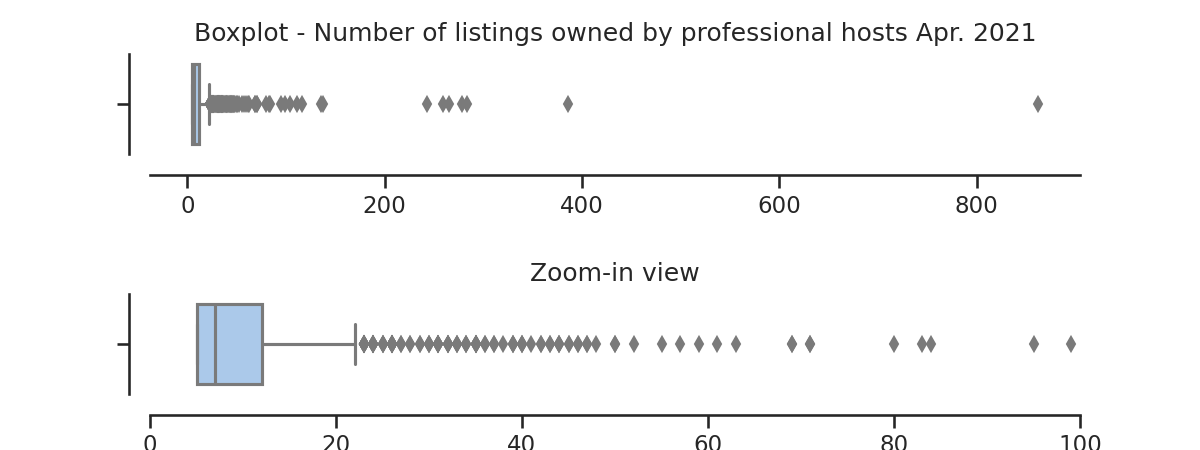 Boxplot - Number of listings owned by professional hosts Apr. 2021
0 200 400 600 800
Zoom-in view
0 20 40 60 80 100